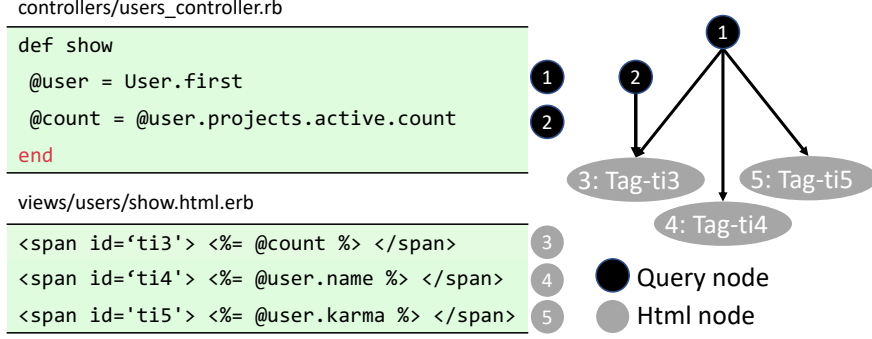 controllers/users_controller.rb
def show
@user = User.first
@count = @user.projects.active.count
end
1
2
views/users/show.html.erb
<span id=‘ti3'> <%= @count %> </span>
<span id=‘ti4'> <%= @user.name %> </span>
<span id='ti5'> <%= @user.karma %> </span>
3
4
5
1
2
3: Tag-ti3
5: Tag-ti5
4: Tag-ti4
Query node
Html node